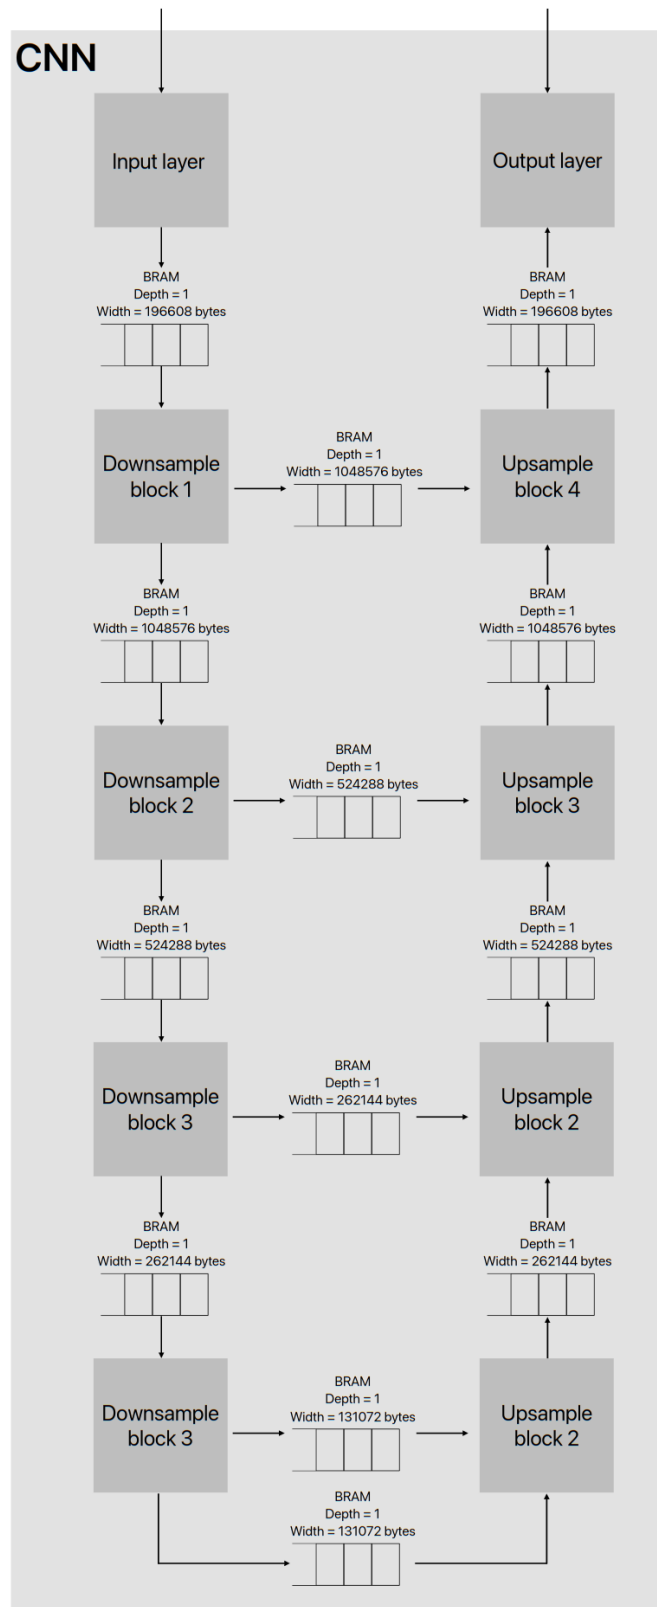 CNN
Input layer
Output layer
BRAM
Depth = 1
Width = 196608 bytes
BRAM
Depth = 1
Width = 196608 bytes
Downsample
block 1
BRAM
Depth = 1
Width = 1048576 bytes
Upsample
block 4
BRAM
Depth = 1
Width = 1048576 bytes
BRAM
Depth = 1
Width = 1048576 bytes
Downsample
block 2
BRAM
Depth = 1
Width = 524288 bytes
Upsample
block 3
BRAM
Depth = 1
Width = 524288 bytes
BRAM
Depth = 1
Width = 524288 bytes
Downsample
block 3
BRAM
Depth = 1
Width = 262144 bytes
Upsample
block 2
BRAM
Depth = 1
Width = 262144 bytes
BRAM
Depth = 1
Width = 262144 bytes
Downsample
block 3
BRAM
Depth = 1
Width = 131072 bytes
Upsample
block 2
BRAM
Depth = 1
Width = 131072 bytes